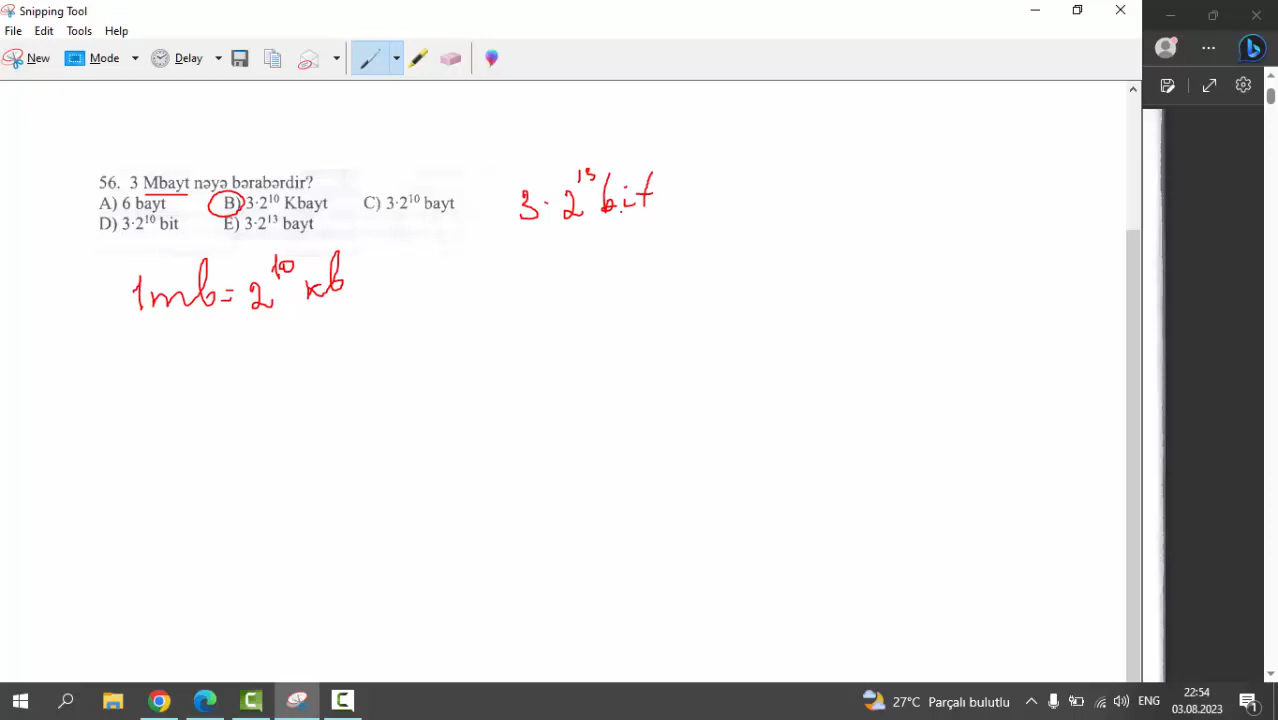 Snipping Tool
File Edit Tools Help
New Mode Delay
56. 3 Mbayt nəyə bərabərdir?
A) 6 bayt B) 3·2¹⁰ Kbayt C) 3·2¹⁰ bayt
D) 3·2¹⁰ bit E) 3·2¹³ bayt
3·2¹³ bit
1mb=2¹⁰ kb
27°C Parçalı bulutlu ENG 22:54
03.08.2023